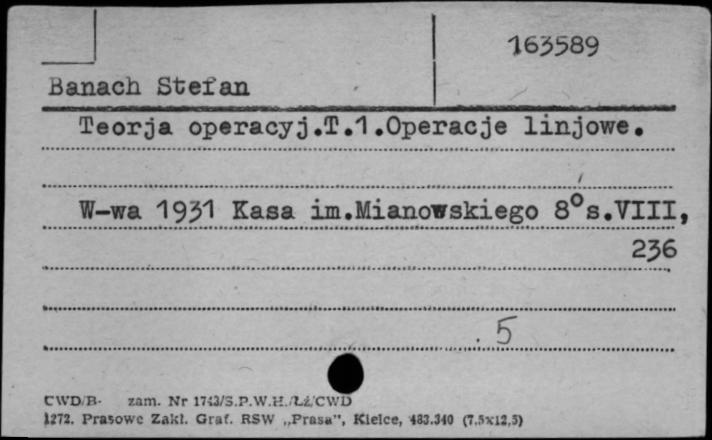 163589
Banach Stefan
Teorja operacyj.T.1.Operacje linjowe.
W-wa 1931 Kasa im.Mianowskiego 8° s.VIII,
236
5
CWD/B- zam. Nr 1743/S.P.W.H./Łź/CWD
1272. Prasowe Zakł. Graf. RSW „Prasa", Kielce, 483.340 (7,5x12,5)